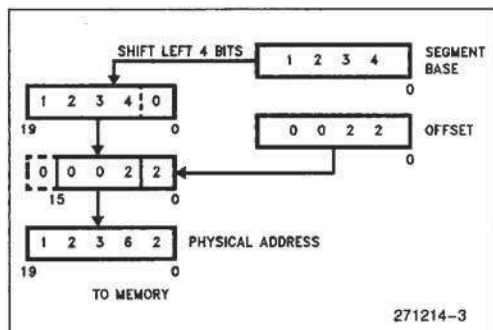 SHIFT LEFT 4 BITS
1 2 3 4
SEGMENT
BASE
0
1 2 3 4 0
19 0
0 0 2 2
OFFSET
0
0 0 0 2 2
15 0
1 2 3 6 2
PHYSICAL ADDRESS
19 0
TO MEMORY
271214-3